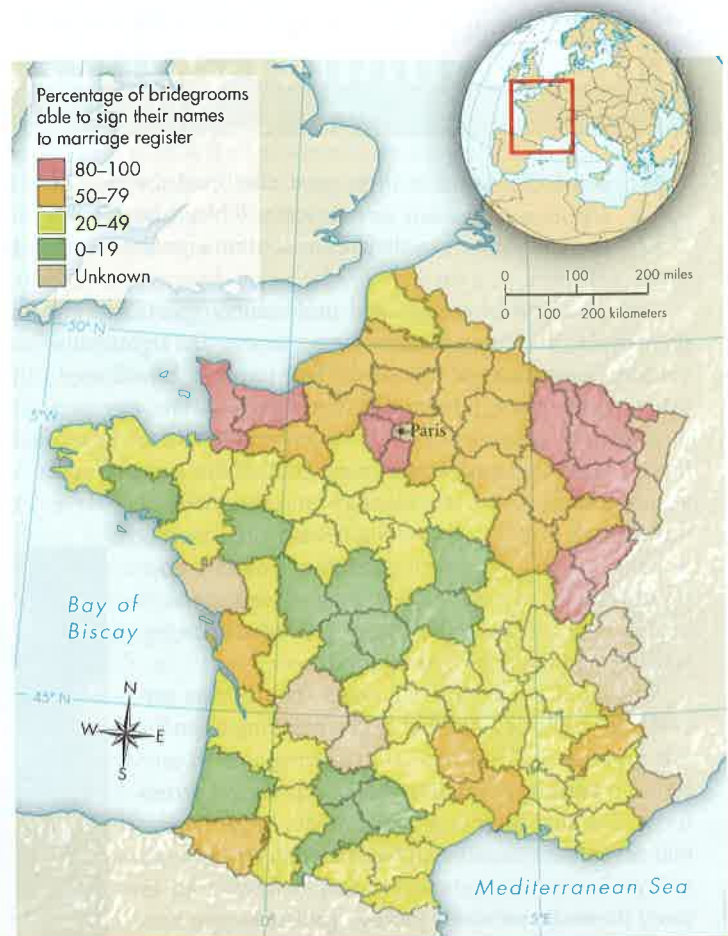 Percentage of bridegrooms
able to sign their names
to marriage register
80–100
50–79
20–49
0–19
Unknown
0 100 200 miles
0 100 200 kilometers
50° N
5°W
Paris
Bay of
Biscay
45° N
N
W E
S
Mediterranean Sea
0°
5°E